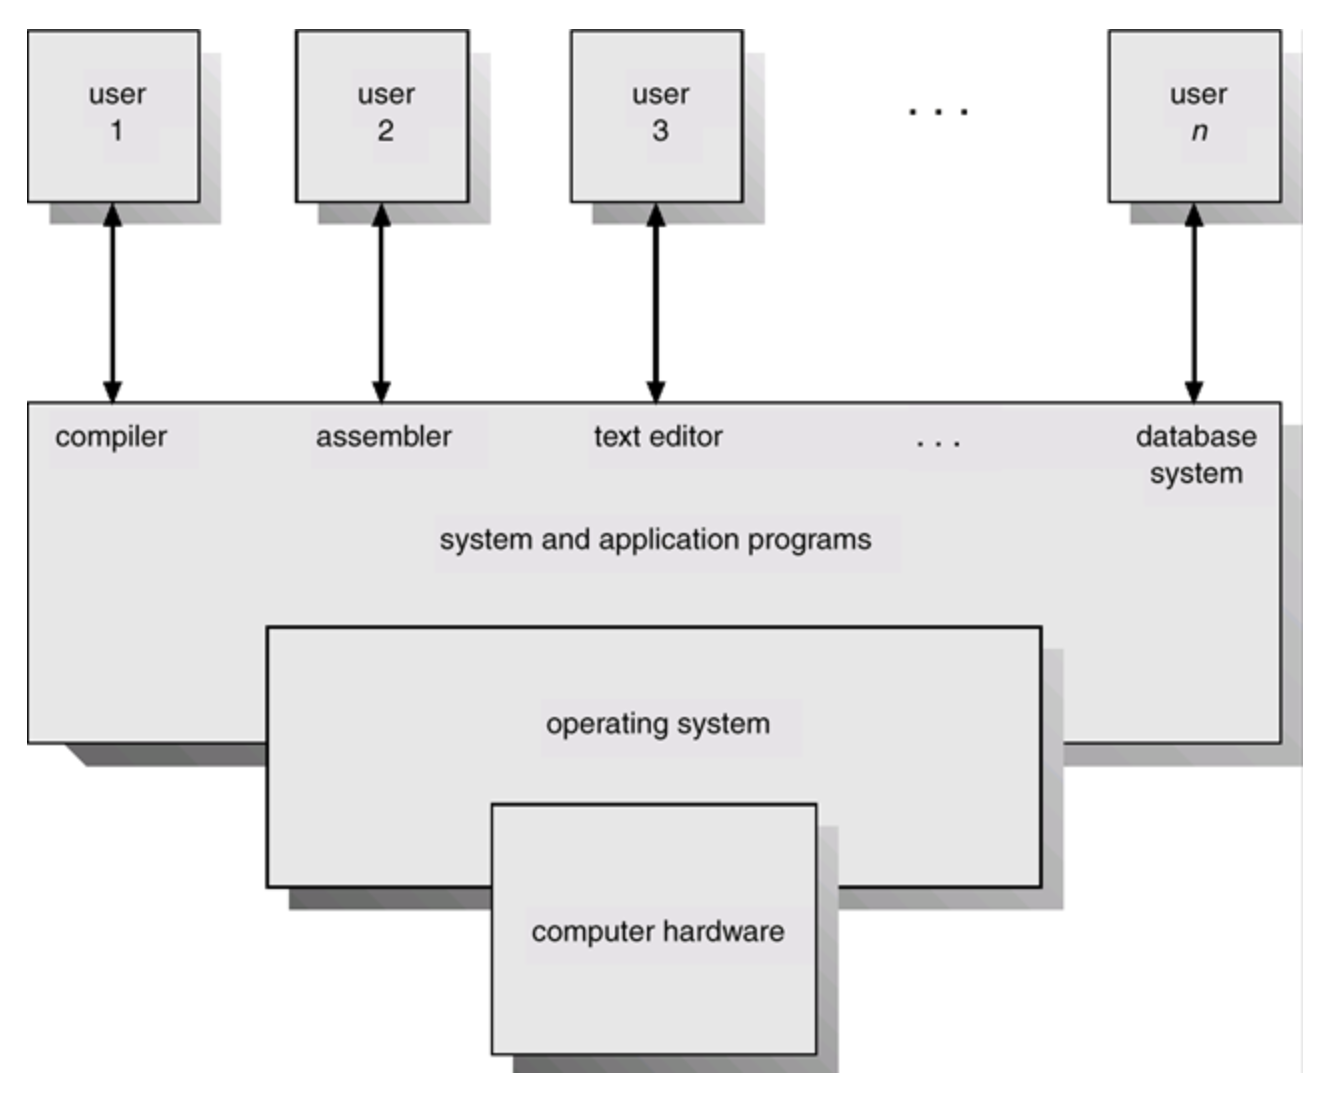 user
1
user
2
user
3
. . .
user
n
compiler
assembler
text editor
. . .
database
system
system and application programs
operating system
computer hardware